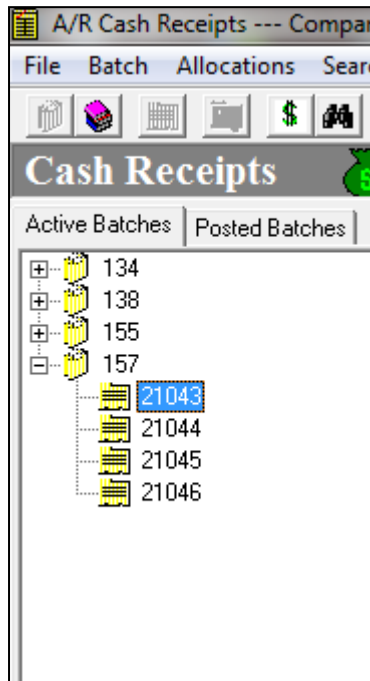 A/R Cash Receipts --- Compar
File Batch Allocations Sear
$
Cash Receipts
Active Batches Posted Batches
134
138
155
157
21043
21044
21045
21046